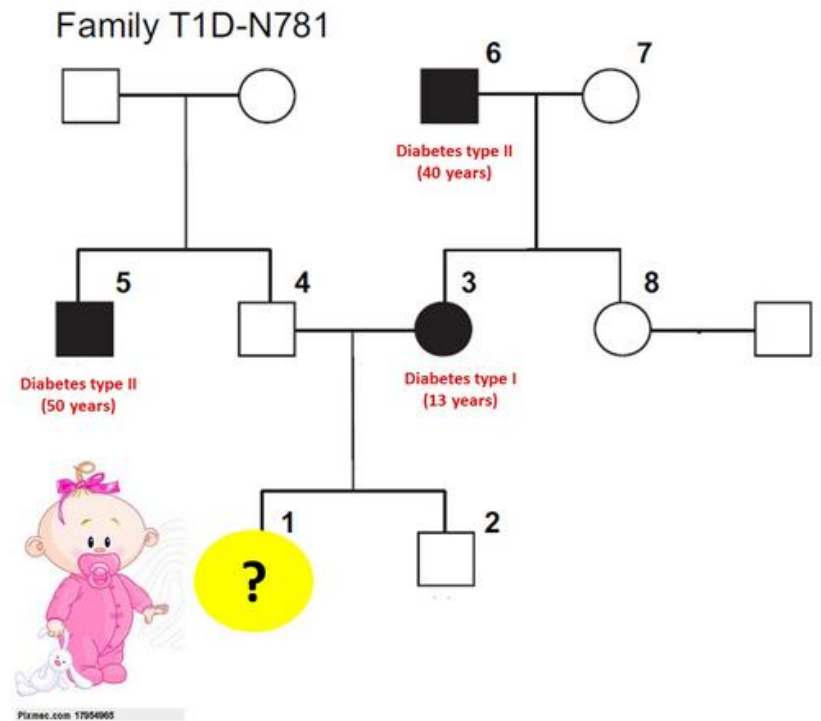 Family T1D-N781
6
7
Diabetes type II
(40 years)
5
4
3
8
Diabetes type II
(50 years)
Diabetes type I
(13 years)
1
2
?
Pixmac.com 17954965